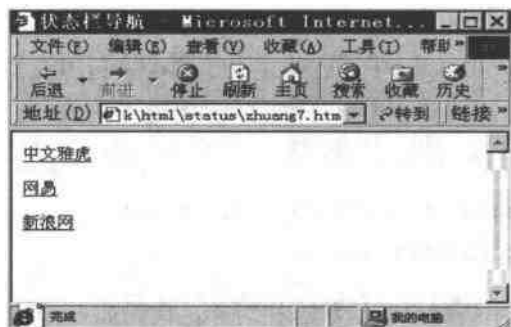 状态栏导航 - Microsoft Internet...
文件(F) 编辑(E) 查看(V) 收藏(A) 工具(T) 帮助 »
后退 前进 停止 刷新 主页 搜索 收藏 历史 »
地址(D) k\html\status\zhuang7.htm 转到 链接 »
中文雅虎
网易
新浪网
完成 我的电脑